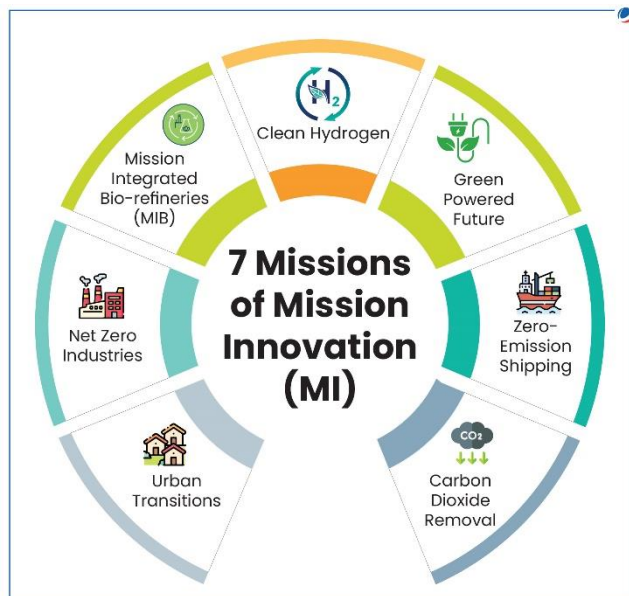 7 Missions
of Mission
Innovation
(MI)
Urban
Transitions
Net Zero
Industries
Mission
Integrated
Bio-refineries
(MIB)
H2
Clean Hydrogen
Green
Powered
Future
Zero-
Emission
Shipping
CO2
Carbon
Dioxide
Removal